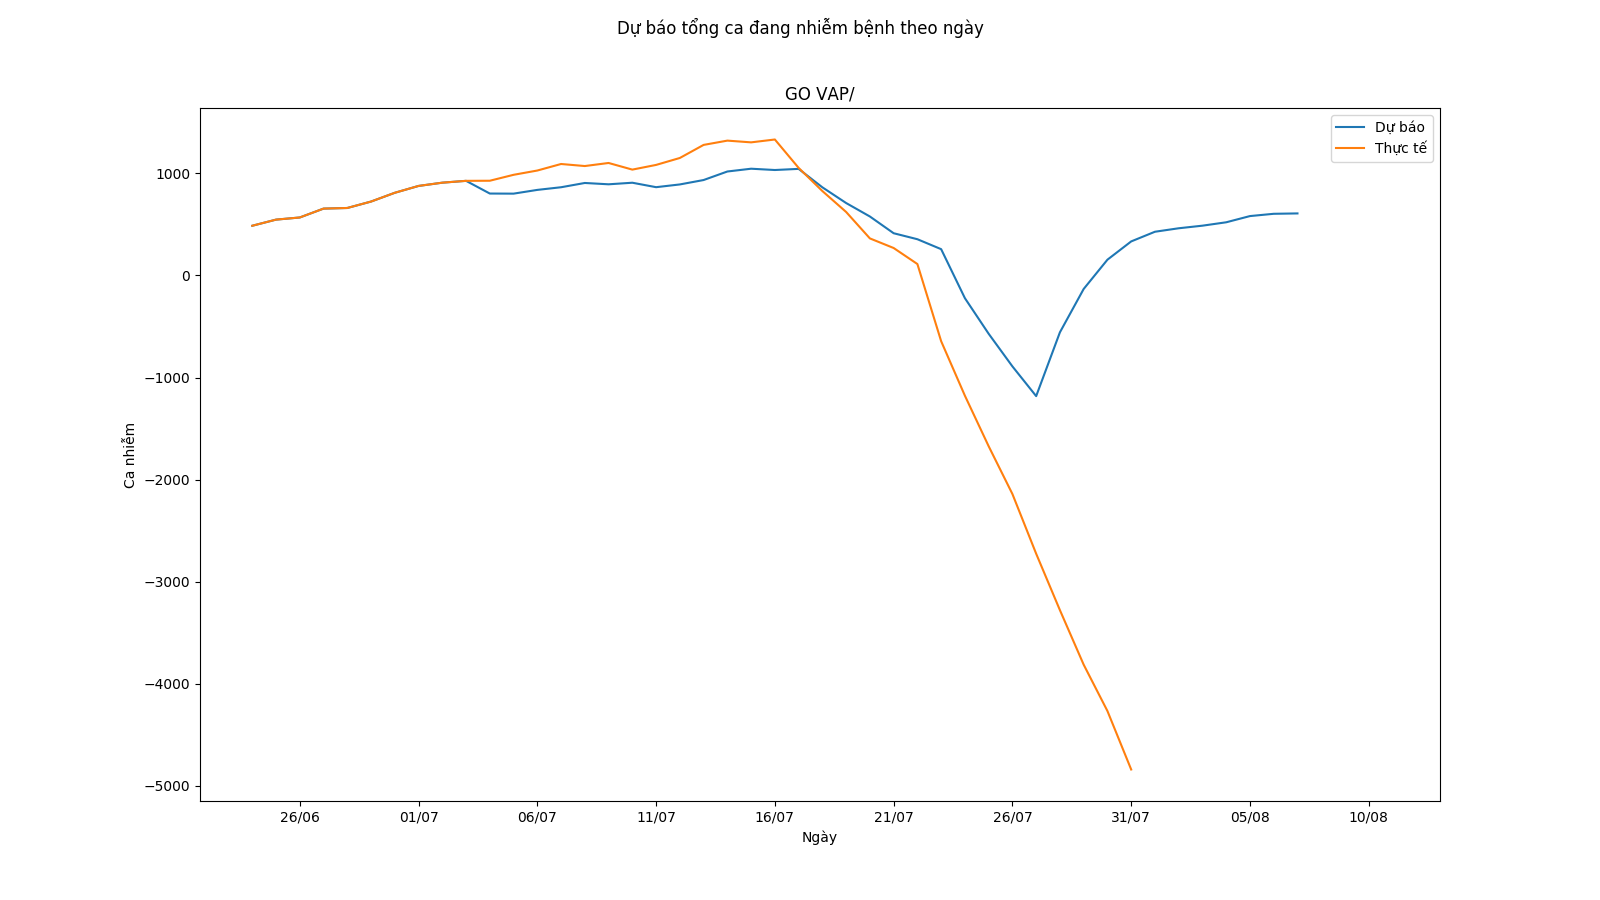 Dự báo tổng ca đang nhiễm bệnh theo ngày
GO VAP/
Dự báo
Thực tế
1000
0
−1000
−2000
−3000
−4000
−5000
Ca nhiễm
26/06 01/07 06/07 11/07 16/07 21/07 26/07 31/07 05/08 10/08
Ngày